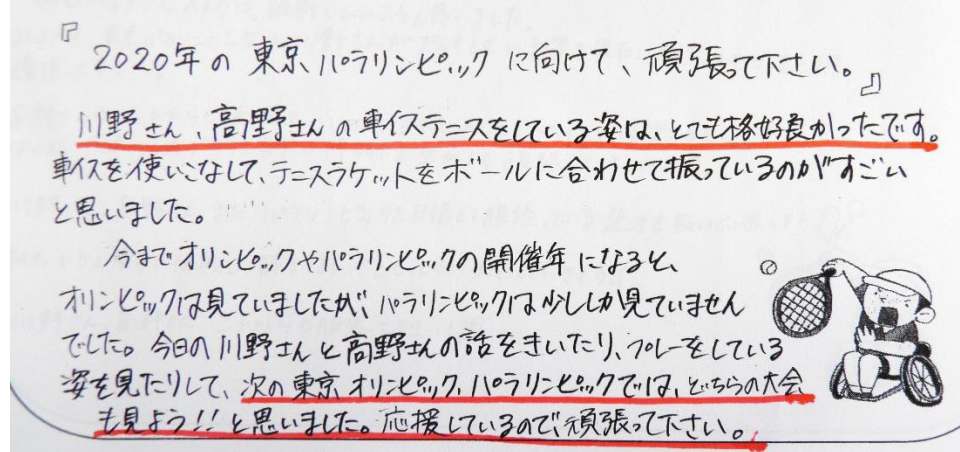 『2020年の東京パラリンピックに向けて、頑張って下さい。』
川野さん、高野さんの車イステニスをしている姿は、とても格好良かったです。
車イスを使いこなして、テニスラケットをボールに合わせて振っているのがすごい
と思いました。
今までオリンピックやパラリンピックの開催年になると、
オリンピックは見ていましたが、パラリンピックは少ししか見ていません
でした。今日の川野さんと高野さんの話をきいたり、プレーをしている
姿を見たりして、次の東京オリンピック、パラリンピックでは、どちらの大会
も見よう!!と思いました。応援しているので、頑張って下さい。